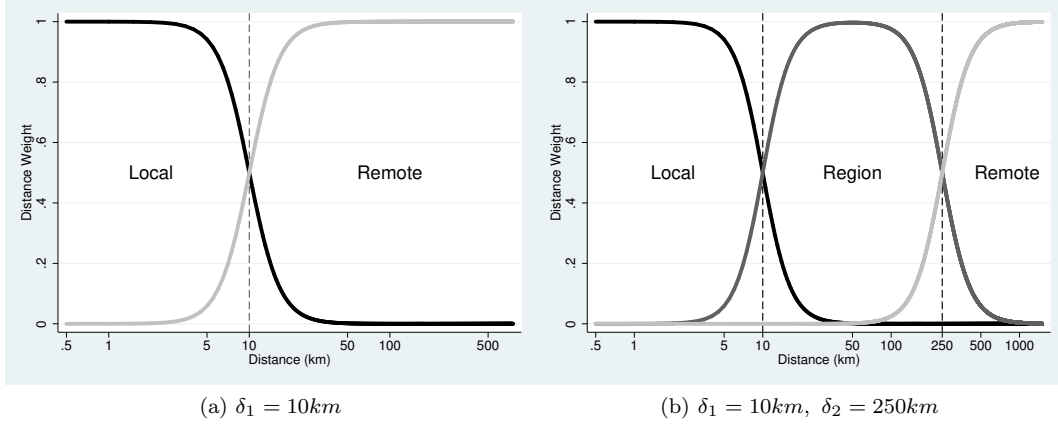 Distance Weight
1
.8
.6
.4
.2
0
Local
Remote
.5 1 5 10 50 100 500
Distance (km)
(a) δ₁ = 10km
Distance Weight
1
.8
.6
.4
.2
0
Local
Region
Remote
.5 1 5 10 50 100 250 500 1000
Distance (km)
(b) δ₁ = 10km, δ₂ = 250km